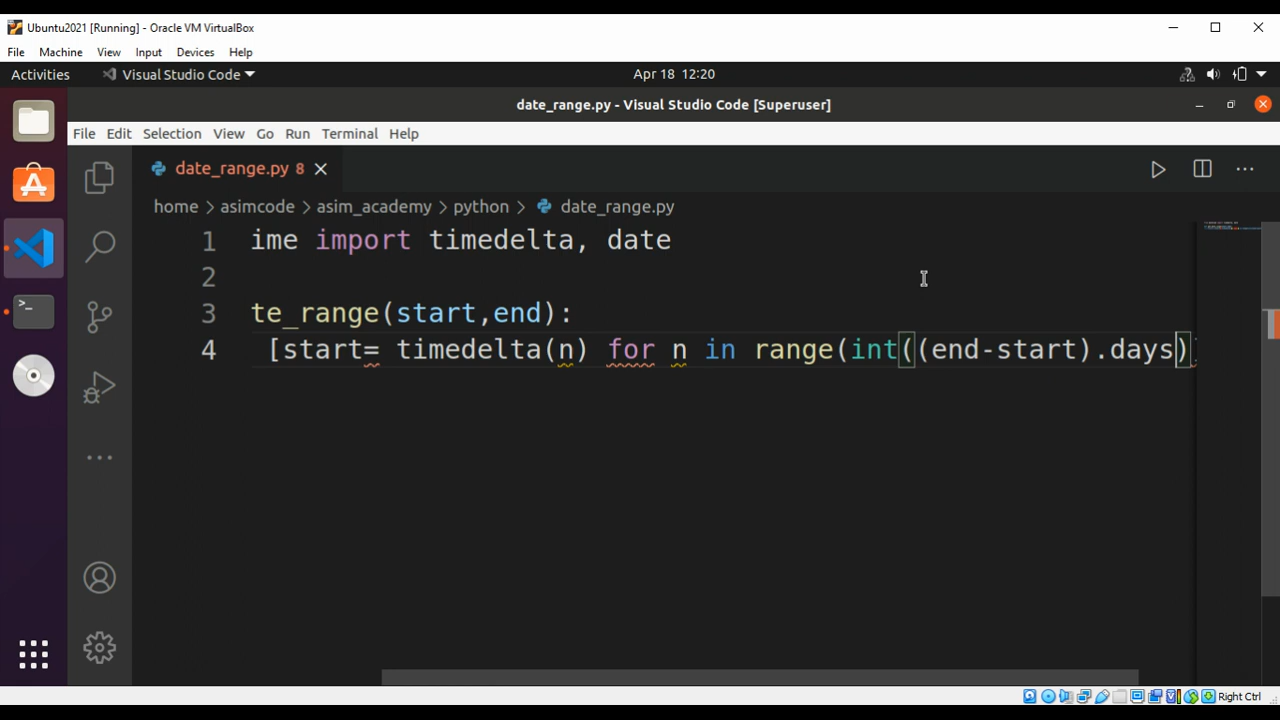 Ubuntu2021 [Running] - Oracle VM VirtualBox
File Machine View Input Devices Help
Activities Visual Studio Code Apr 18 12:20
date_range.py - Visual Studio Code [Superuser]
File Edit Selection View Go Run Terminal Help
date_range.py 8
home > asimcode > asim_academy > python > date_range.py
1 ime import timedelta, date
2
3 te_range(start,end):
4 [start= timedelta(n) for n in range(int((end-start).days)
Right Ctrl